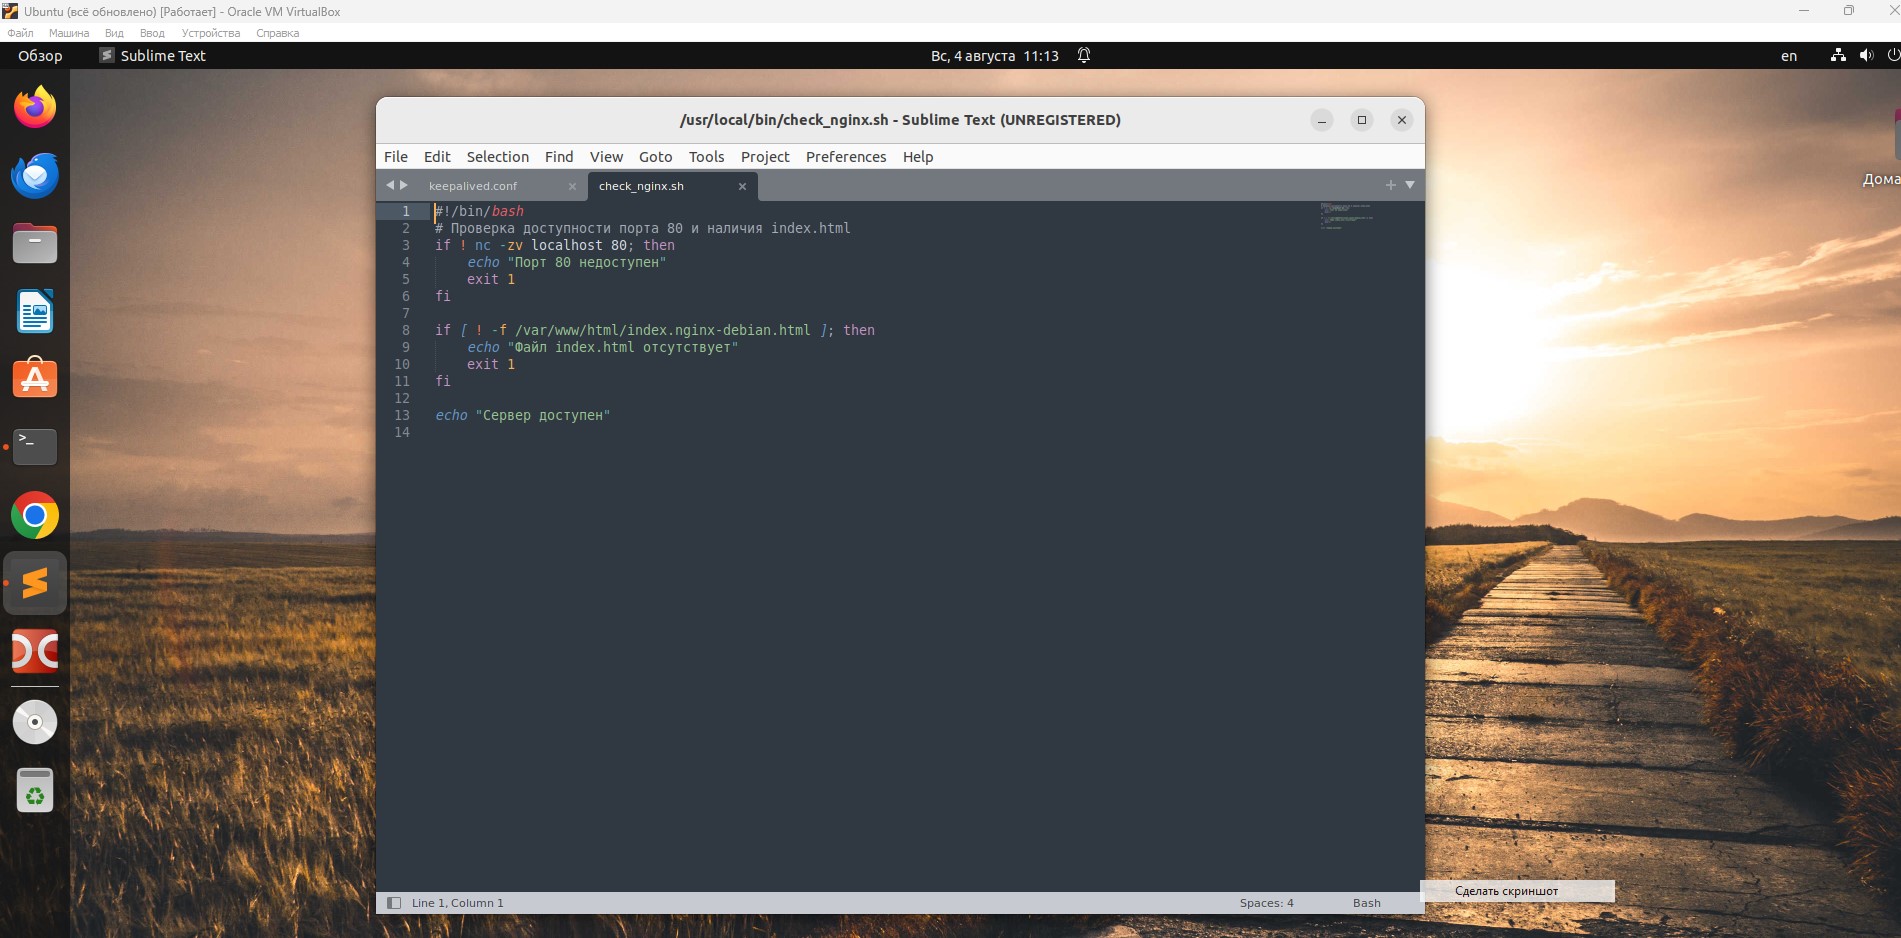 Ubuntu (всё обновлено) [Работает] - Oracle VM VirtualBox
Файл Машина Вид Ввод Устройства Справка
Обзор Sublime Text Вс, 4 августа 11:13 en
/usr/local/bin/check_nginx.sh - Sublime Text (UNREGISTERED)
File Edit Selection Find View Goto Tools Project Preferences Help
keepalived.conf check_nginx.sh
Дома
1 #!/bin/bash
2 # Проверка доступности порта 80 и наличия index.html
3 if ! nc -zv localhost 80; then
4 echo "Порт 80 недоступен"
5 exit 1
6 fi
7
8 if [ ! -f /var/www/html/index.nginx-debian.html ]; then
9 echo "Файл index.html отсутствует"
10 exit 1
11 fi
12
13 echo "Сервер доступен"
14
Сделать скриншот
Line 1, Column 1 Spaces: 4 Bash